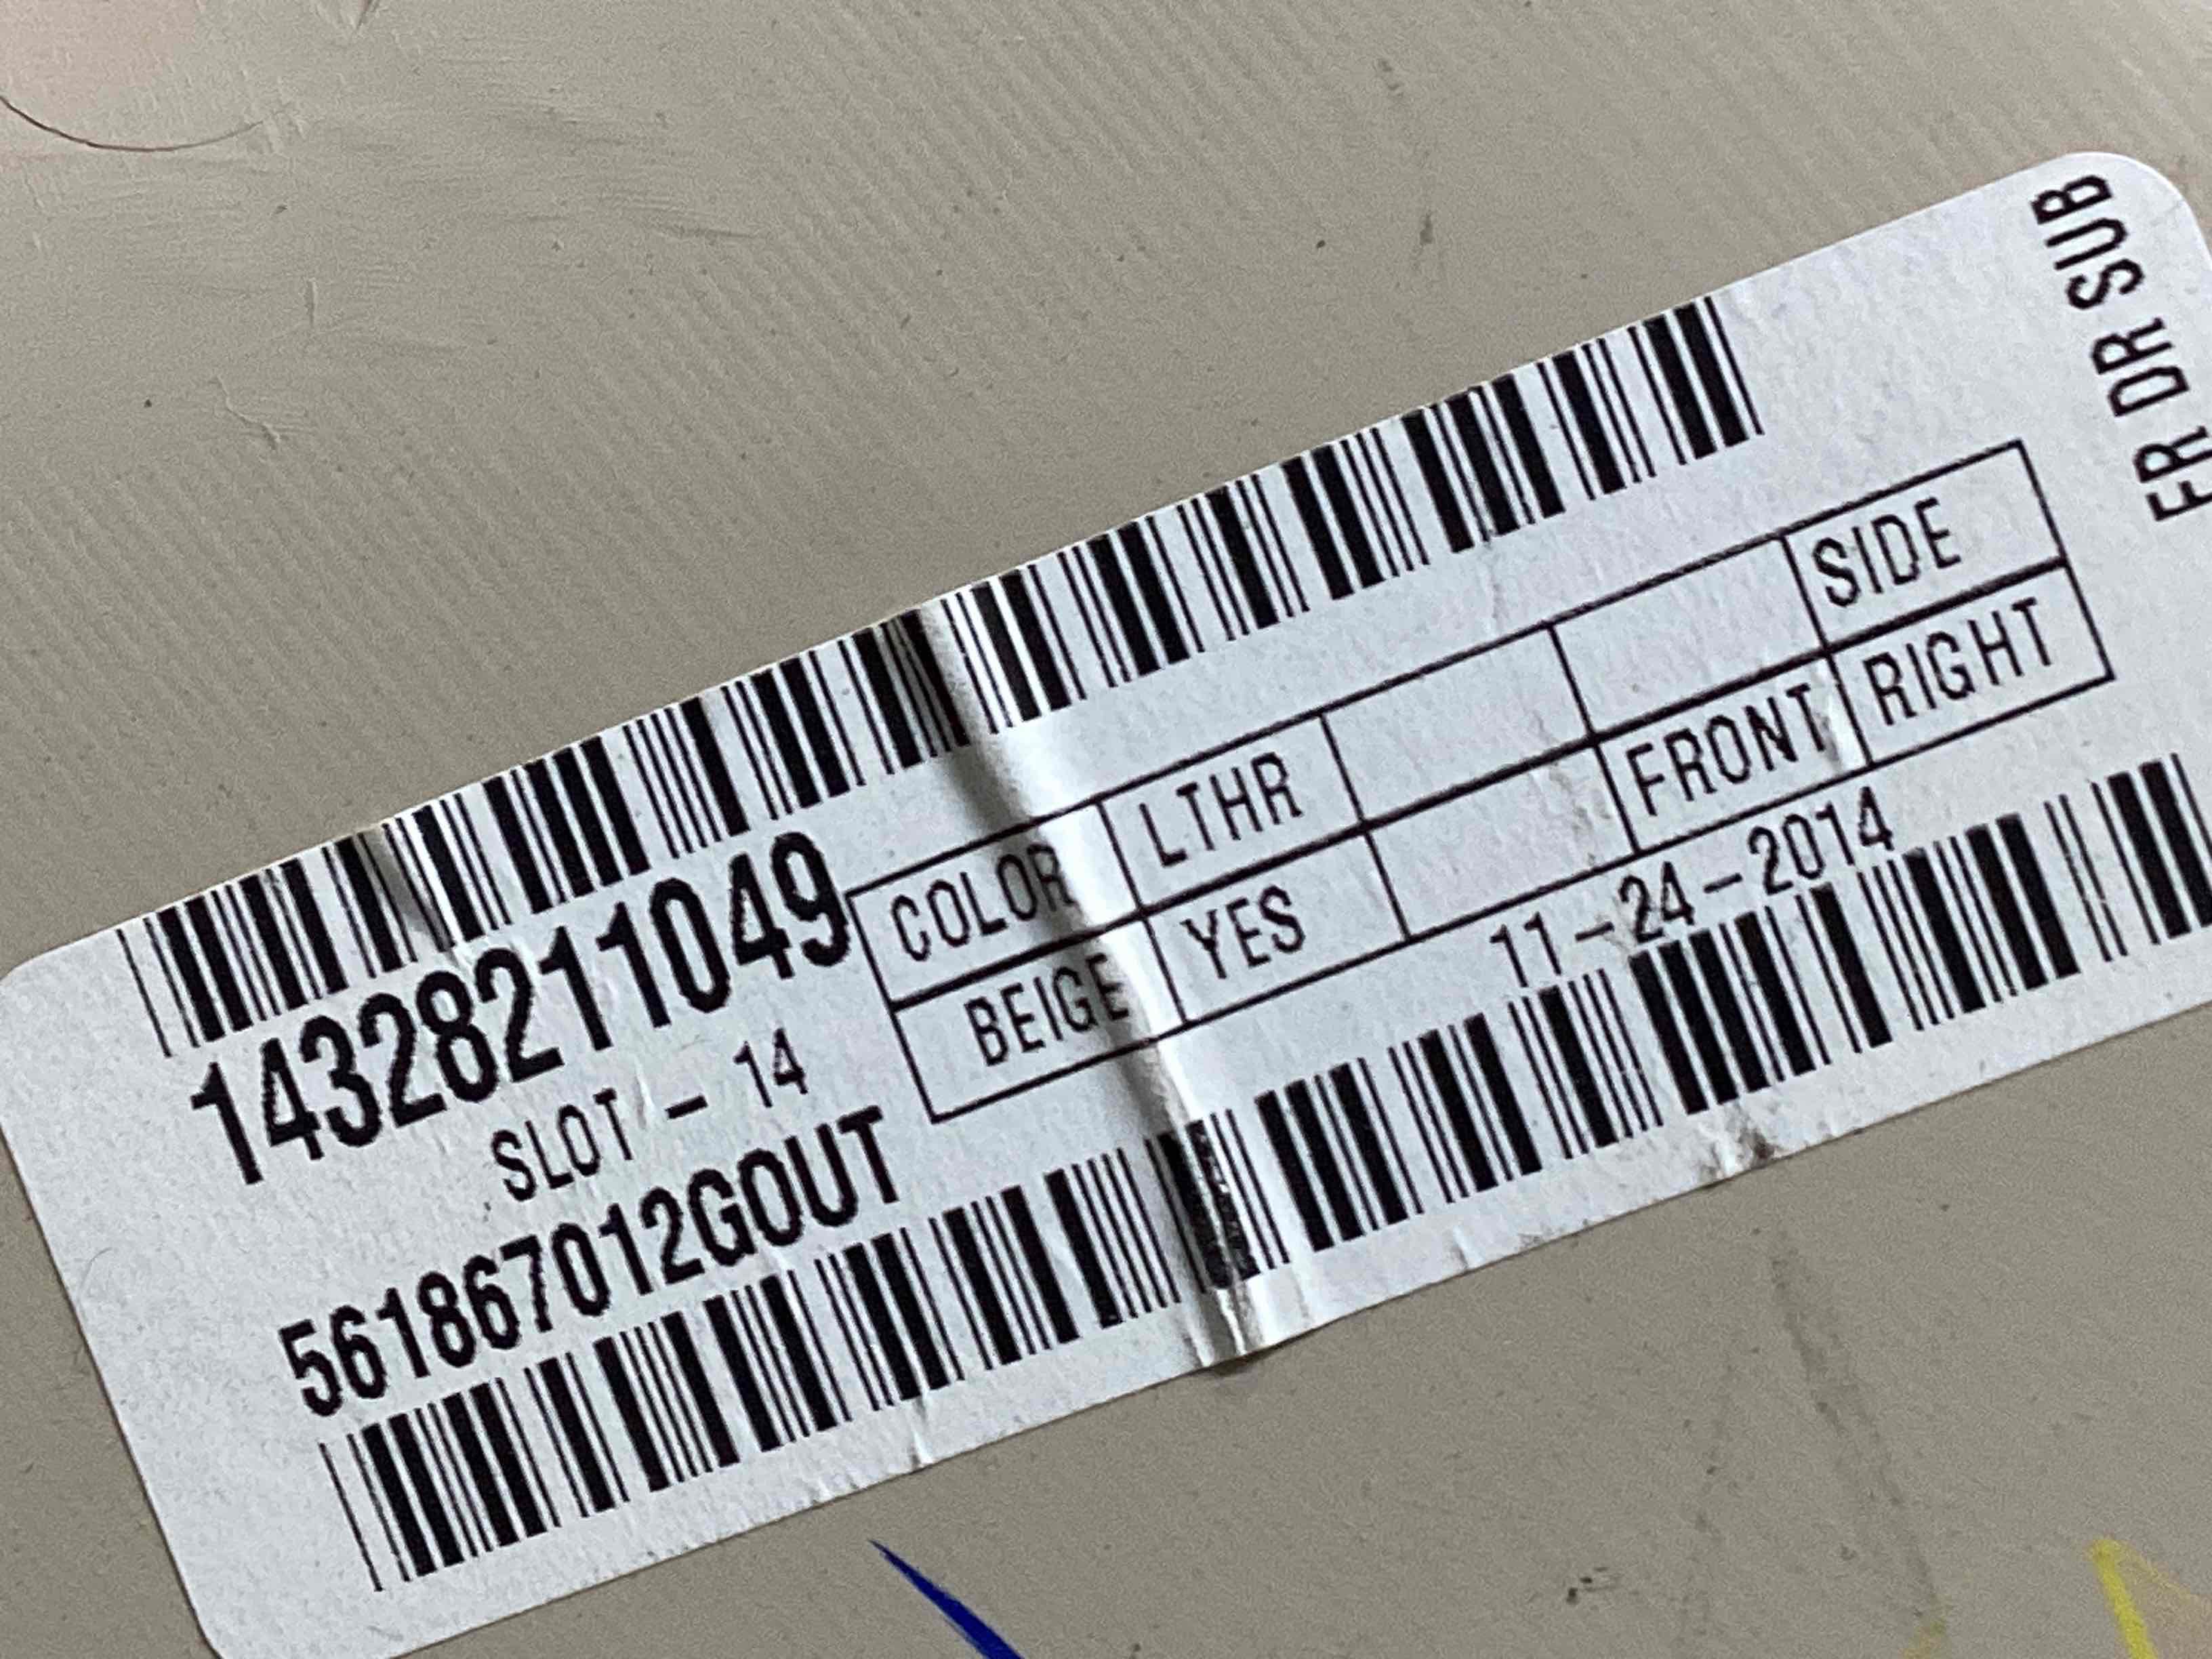 14328211049
SLOT - 14
561867012GOUT
COLOR LTHR SIDE
BEIGE YES FRONT RIGHT
11-24-2014
FR DR SUB